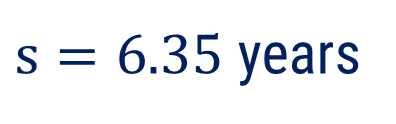 s = 6.35 years